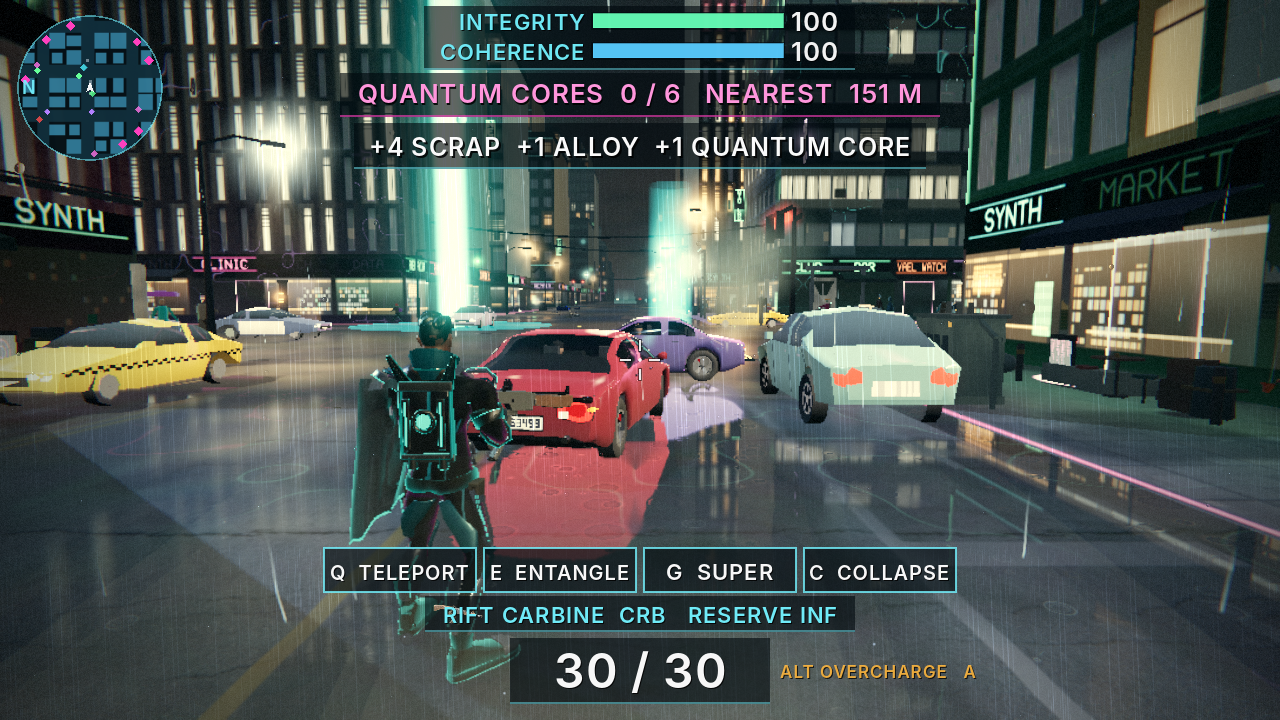 INTEGRITY 100
COHERENCE 100
QUANTUM CORES 0 / 6 NEAREST 151 M
+4 SCRAP +1 ALLOY +1 QUANTUM CORE
N
SYNTH
CLINIC
SYNTH
MARKET
BAR
VAEL WATCH
Q TELEPORT
E ENTANGLE
G SUPER
C COLLAPSE
RIFT CARBINE CRB RESERVE INF
30 / 30
ALT OVERCHARGE A